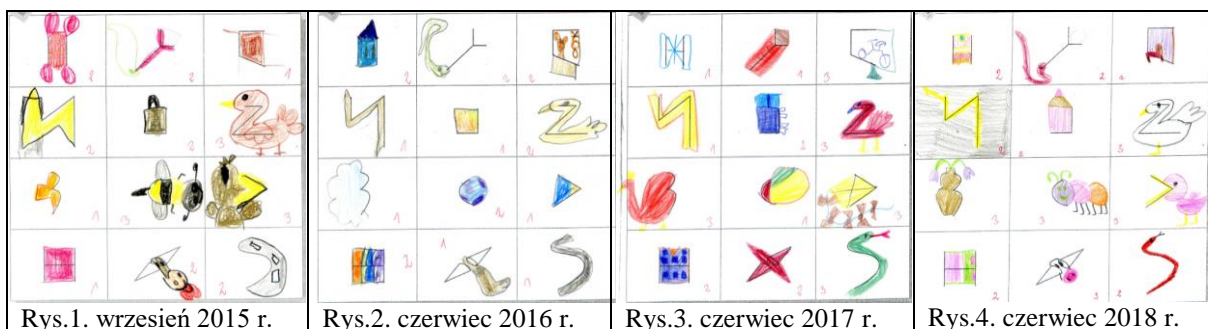 Rys.1. wrzesień 2015 r.
Rys.2. czerwiec 2016 r.
Rys.3. czerwiec 2017 r.
Rys.4. czerwiec 2018 r.